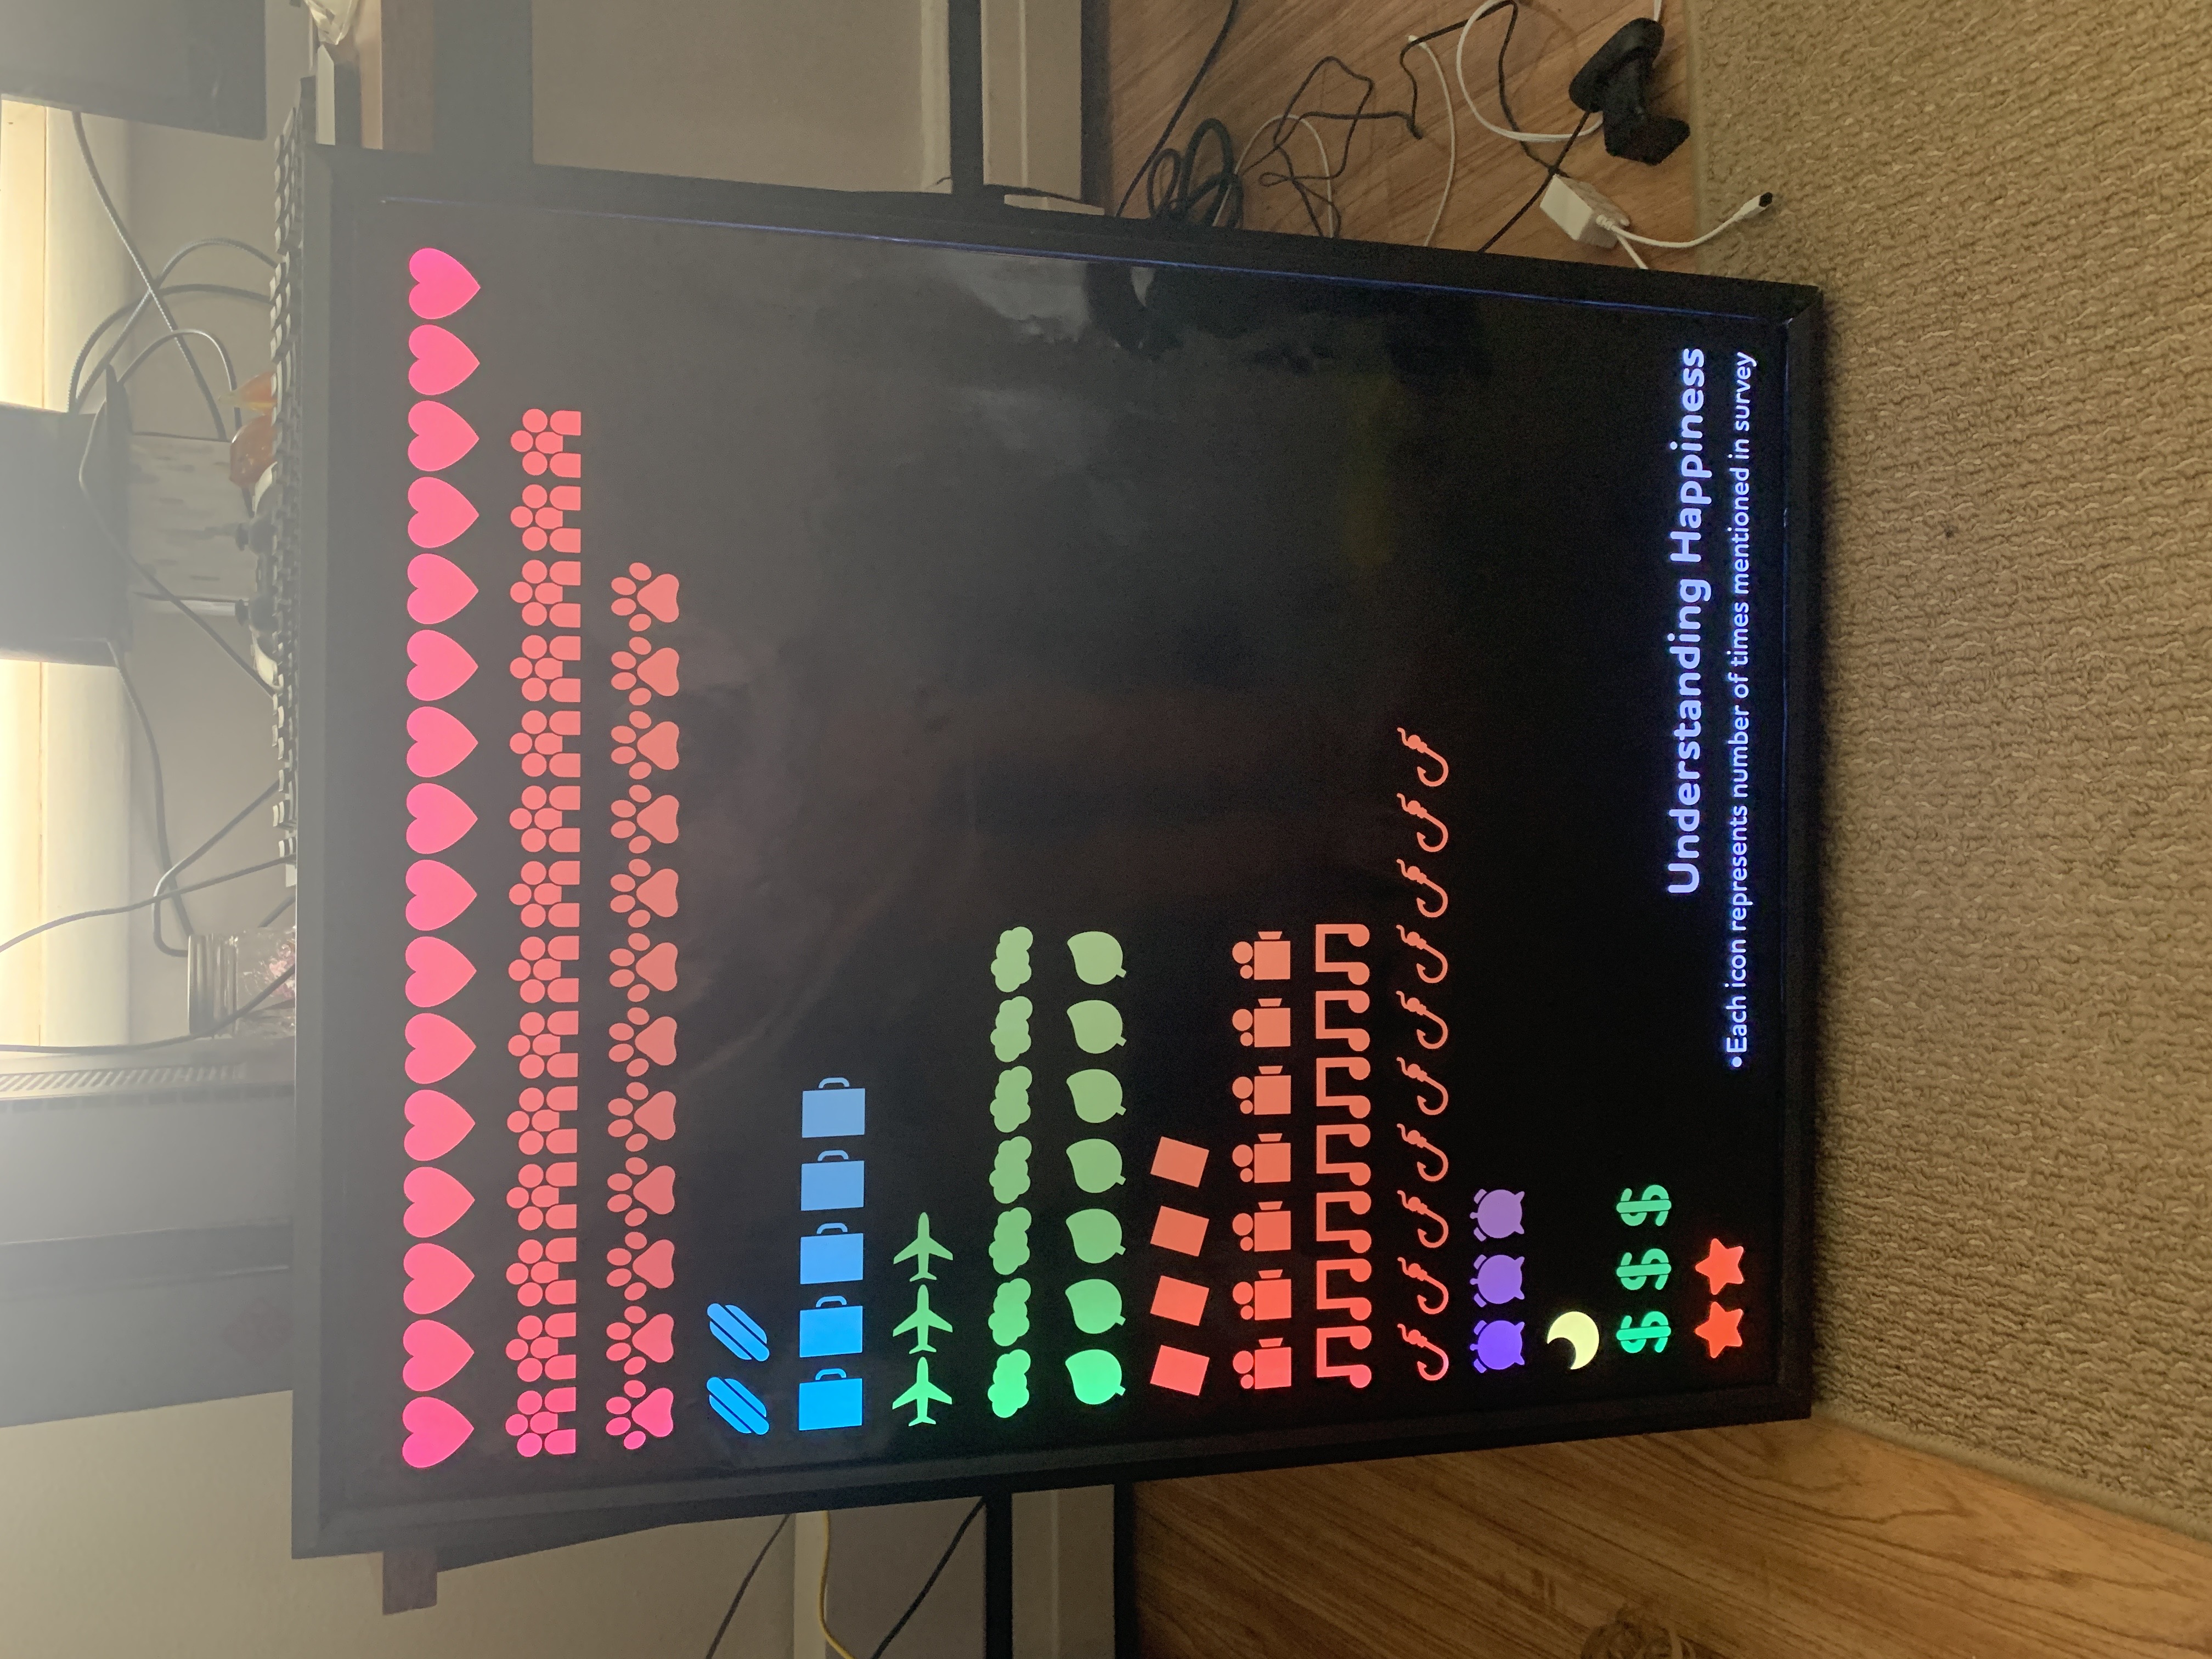 $ $ $
Understanding Happiness
•Each icon represents number of times mentioned in survey